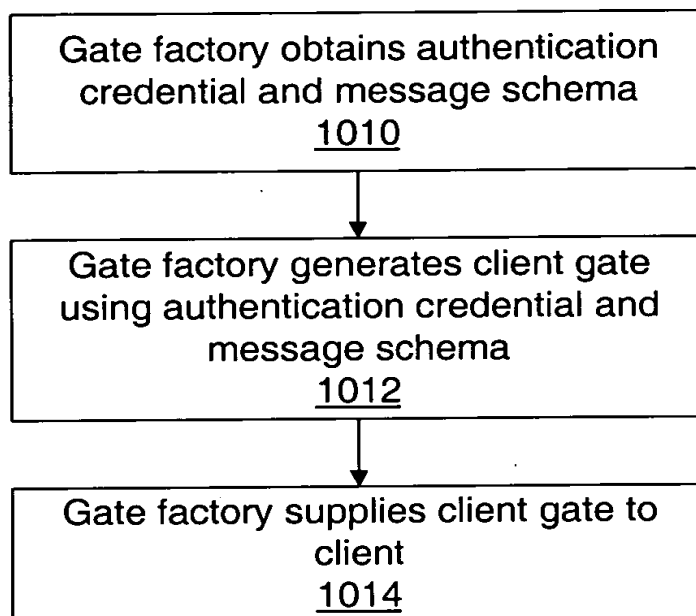 Gate factory obtains authentication
credential and message schema
1010
Gate factory generates client gate
using authentication credential and
message schema
1012
Gate factory supplies client gate to
client
1014